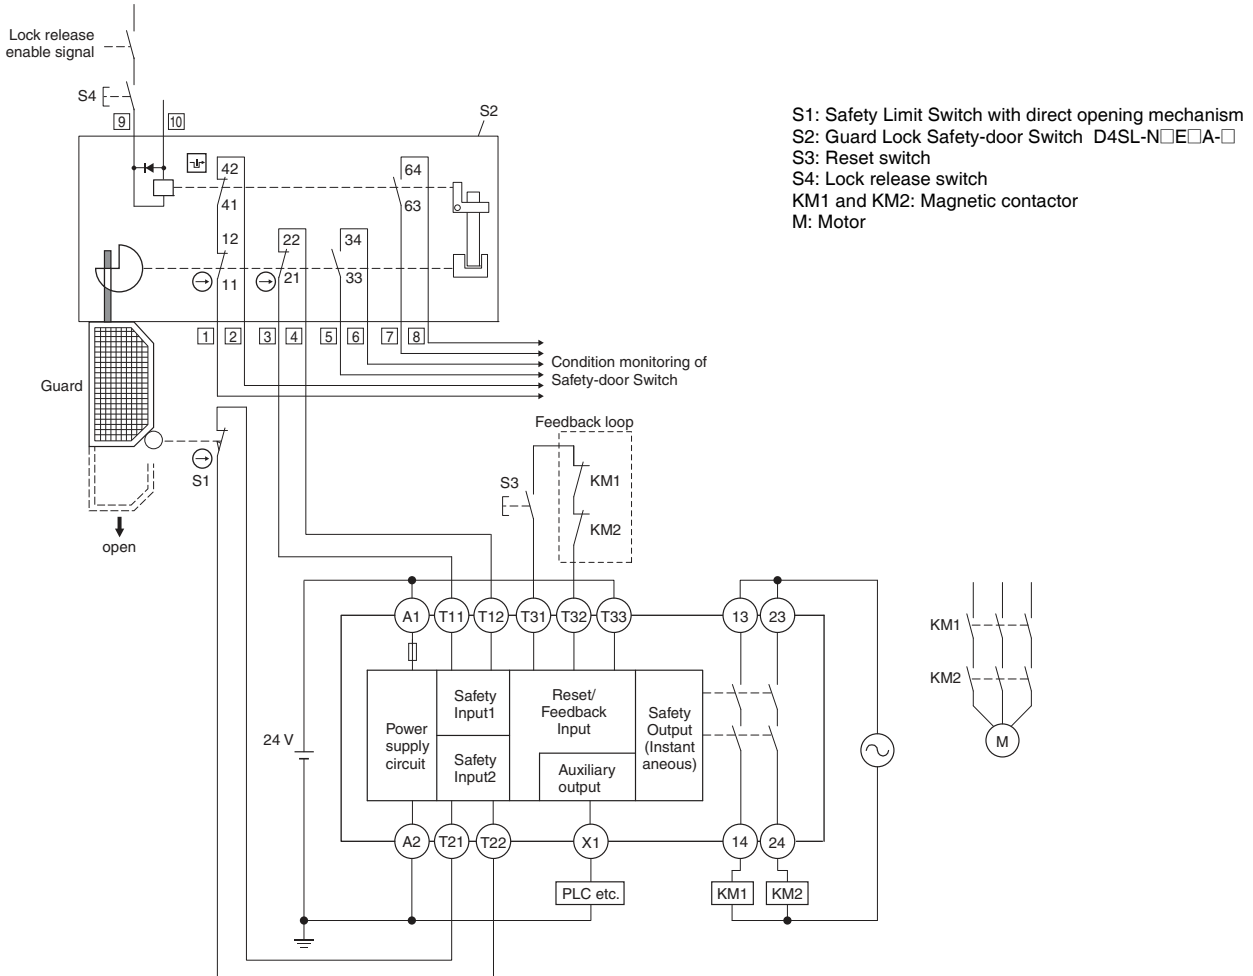 Lock release
enable signal
S4
9 10
S2
S1: Safety Limit Switch with direct opening mechanism
S2: Guard Lock Safety-door Switch D4SL-N□E□A-□
S3: Reset switch
S4: Lock release switch
KM1 and KM2: Magnetic contactor
M: Motor
42 64
41 63
12 22 34
11 21 33
1 2 3 4 5 6 7 8
Condition monitoring of
Safety-door Switch
Guard
S1
open
Feedback loop
S3
KM1
KM2
A1 T11 T12 T31 T32 T33 13 23
KM1
KM2
M
24 V
Power
supply
circuit
Safety
Input1
Safety
Input2
Reset/
Feedback
Input
Auxiliary
output
Safety
Output
(Instant
aneous)
A2 T21 T22 X1 14 24
PLC etc.
KM1 KM2